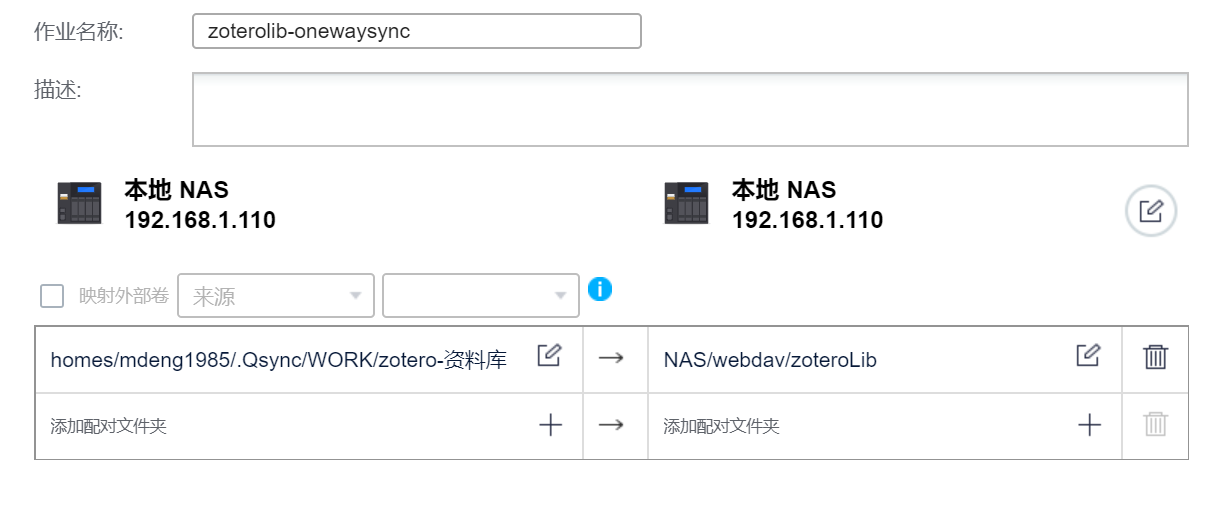 作业名称:
zoterolib-onewaysync
描述:
本地 NAS
192.168.1.110
本地 NAS
192.168.1.110
映射外部卷
来源
homes/mdeng1985/.Qsync/WORK/zotero-资料库
NAS/webdav/zoteroLib
添加配对文件夹
添加配对文件夹